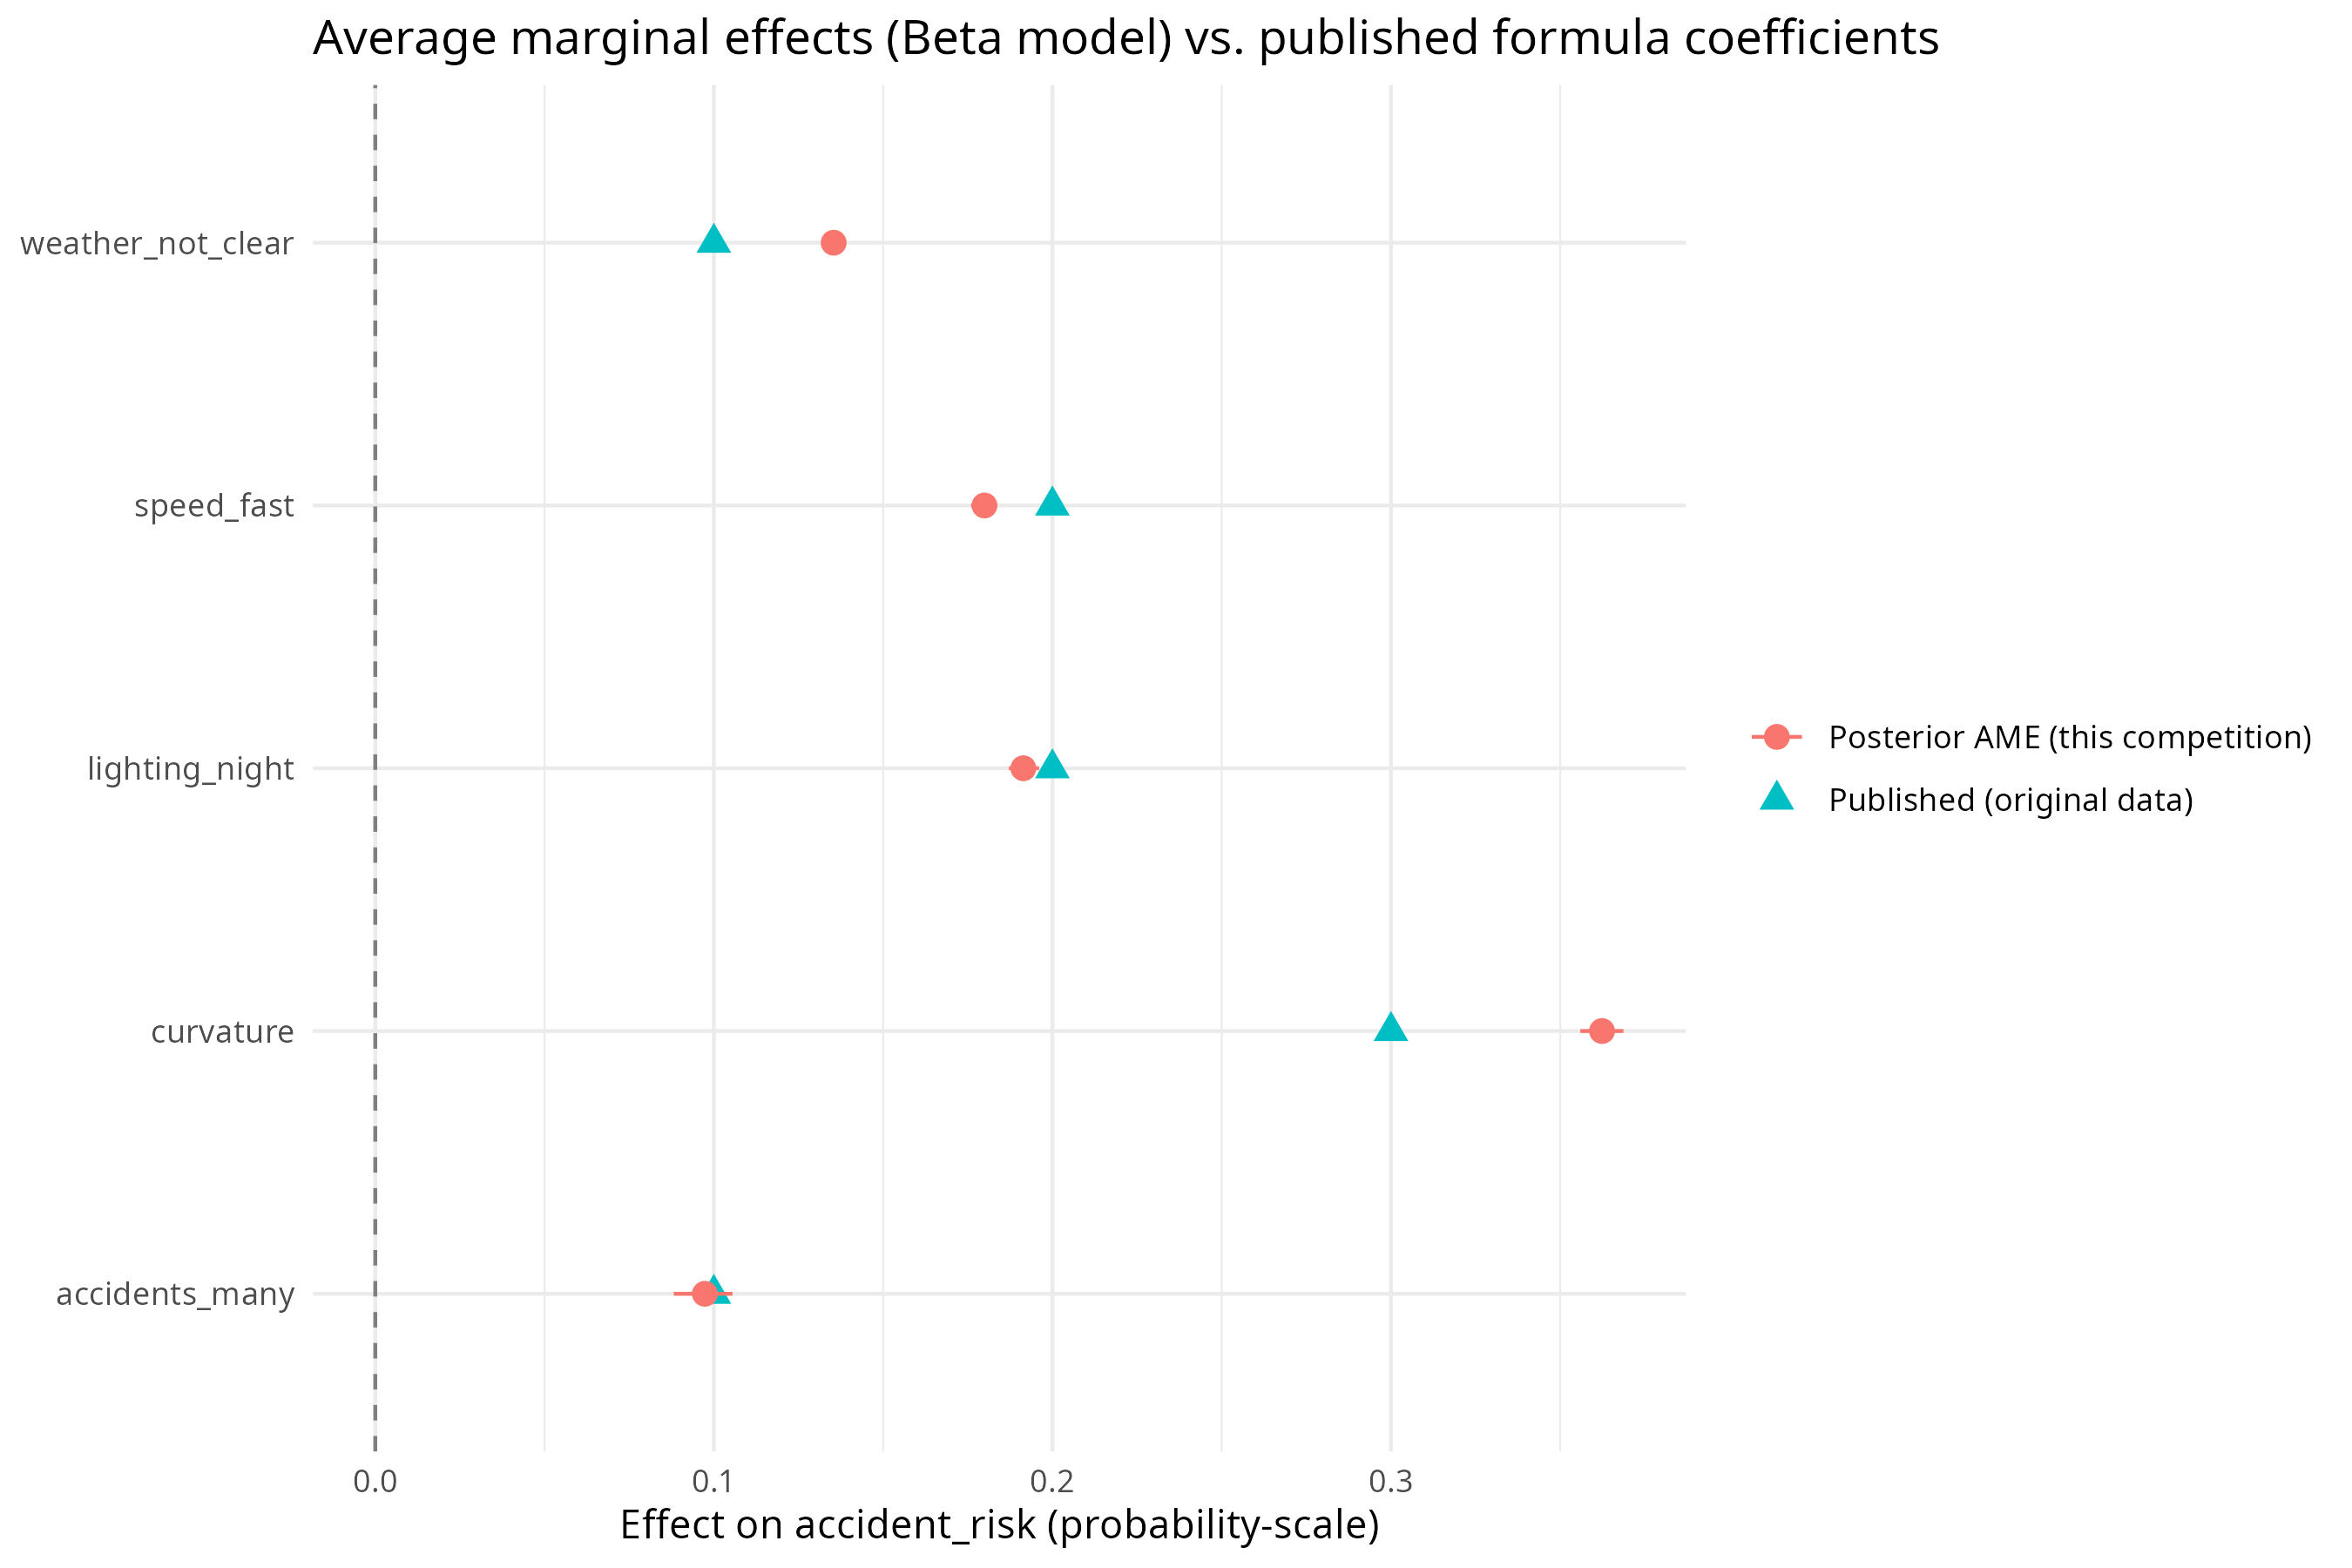 Average marginal effects (Beta model) vs. published formula coefficients
weather_not_clear
speed_fast
lighting_night
curvature
accidents_many
Posterior AME (this competition)
Published (original data)
0.0 0.1 0.2 0.3
Effect on accident_risk (probability-scale)